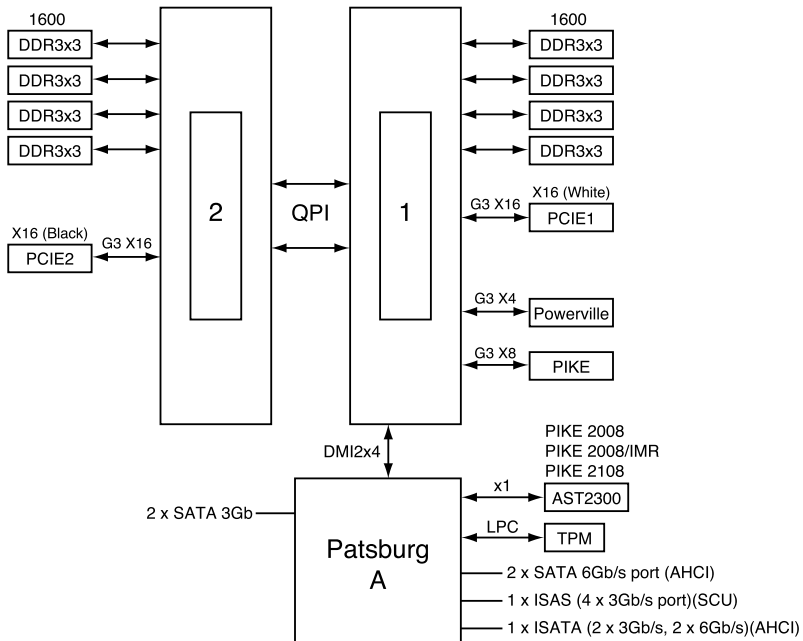 1600
DDR3x3
DDR3x3
DDR3x3
DDR3x3
X16 (Black)
PCIE2
G3 X16
2
QPI
1
1600
DDR3x3
DDR3x3
DDR3x3
DDR3x3
G3 X16
X16 (White)
PCIE1
G3 X4
Powerville
G3 X8
PIKE
DMI2x4
PIKE 2008
PIKE 2008/IMR
PIKE 2108
x1
AST2300
2 x SATA 3Gb
LPC
TPM
Patsburg
A
2 x SATA 6Gb/s port (AHCI)
1 x ISAS (4 x 3Gb/s port)(SCU)
1 x ISATA (2 x 3Gb/s, 2 x 6Gb/s)(AHCI)